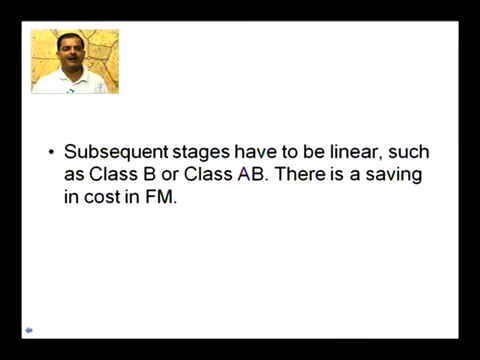 • Subsequent stages have to be linear, such
as Class B or Class AB. There is a saving
in cost in FM.